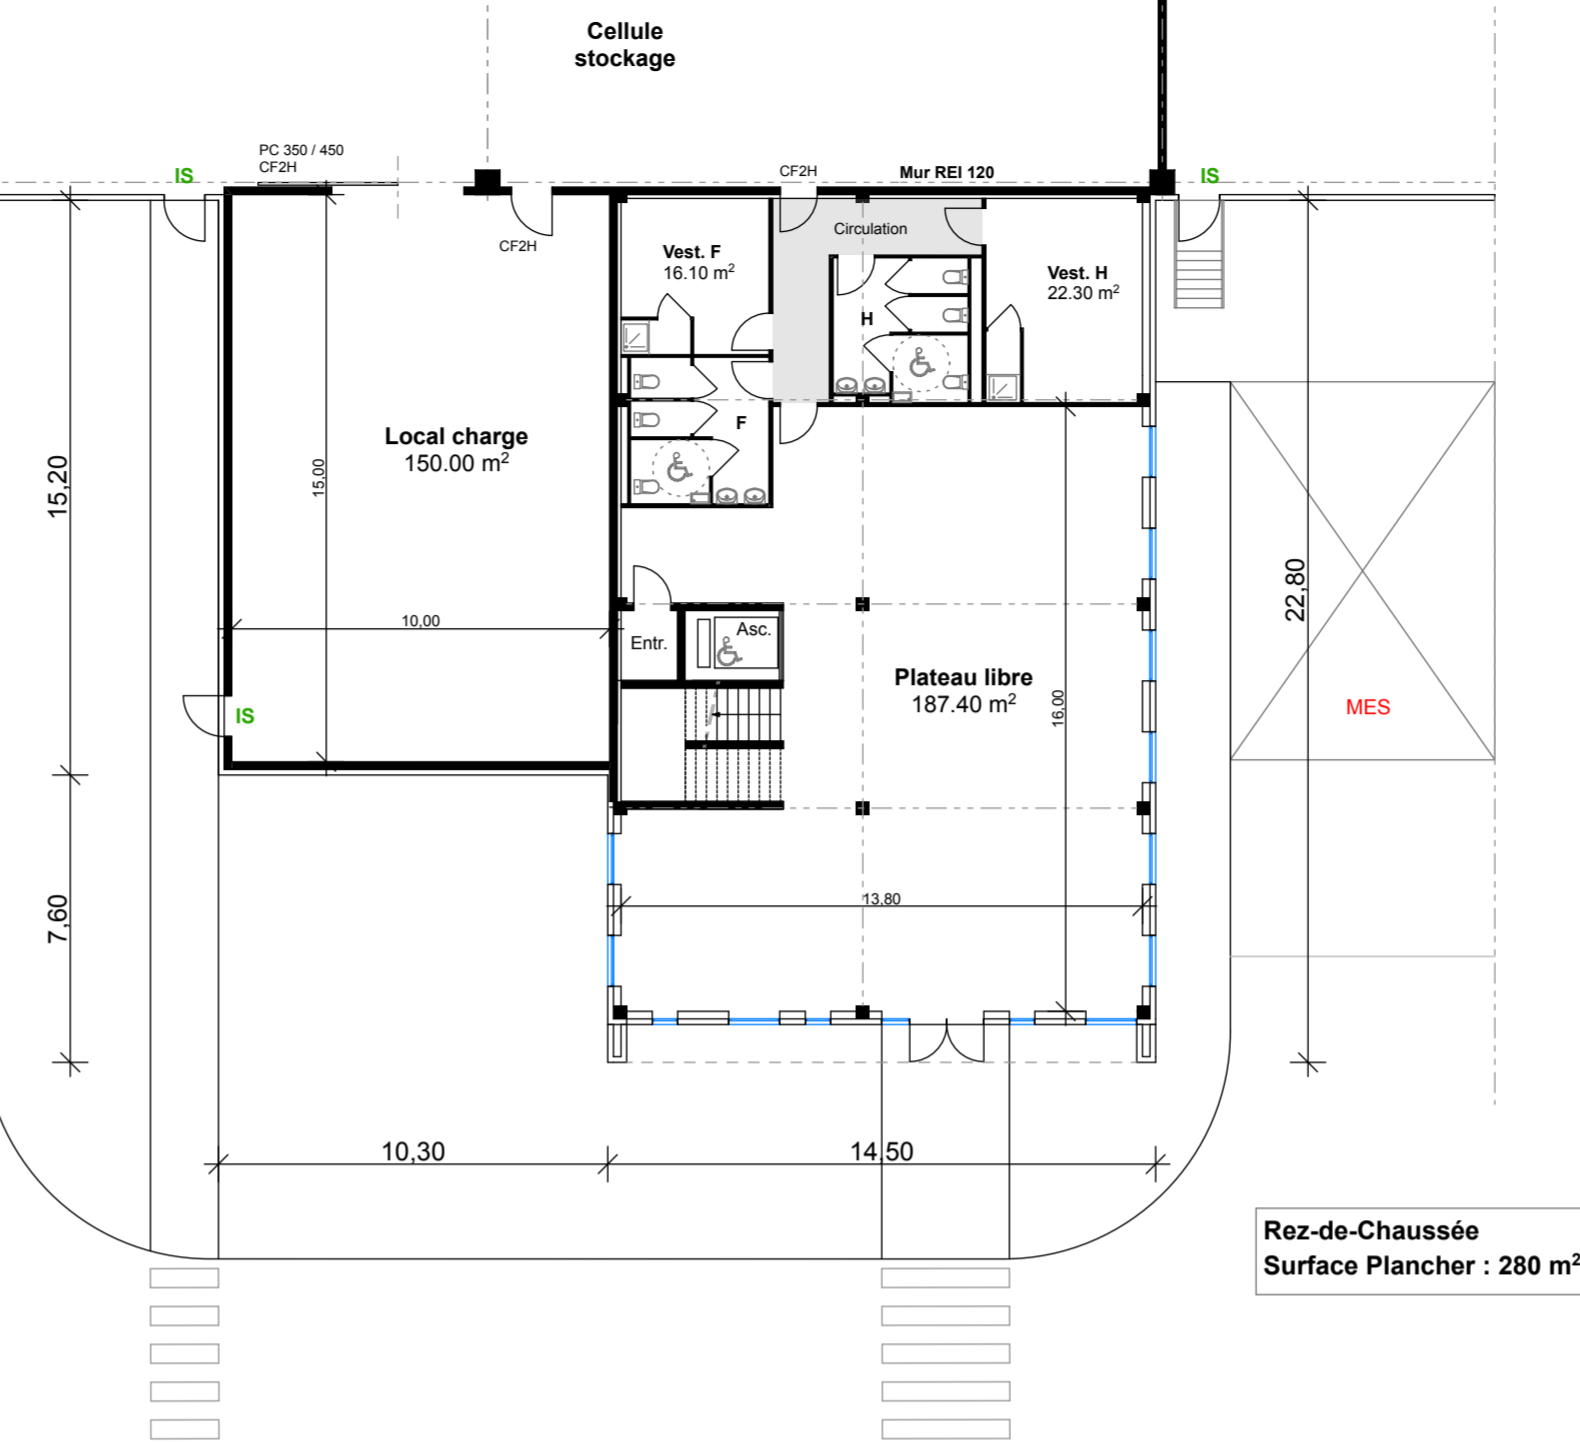 Cellule
stockage
PC 350 / 450
CF2H
IS
CF2H
Mur REI 120
IS
CF2H
Circulation
Vest. F
16.10 m²
Vest. H
22.30 m²
H
F
Local charge
150.00 m²
15,00
15,20
10,00
Entr.
Asc.
22,80
Plateau libre
187.40 m²
16,00
MES
IS
7,60
13,80
10,30
14,50
Rez-de-Chaussée
Surface Plancher : 280 m²